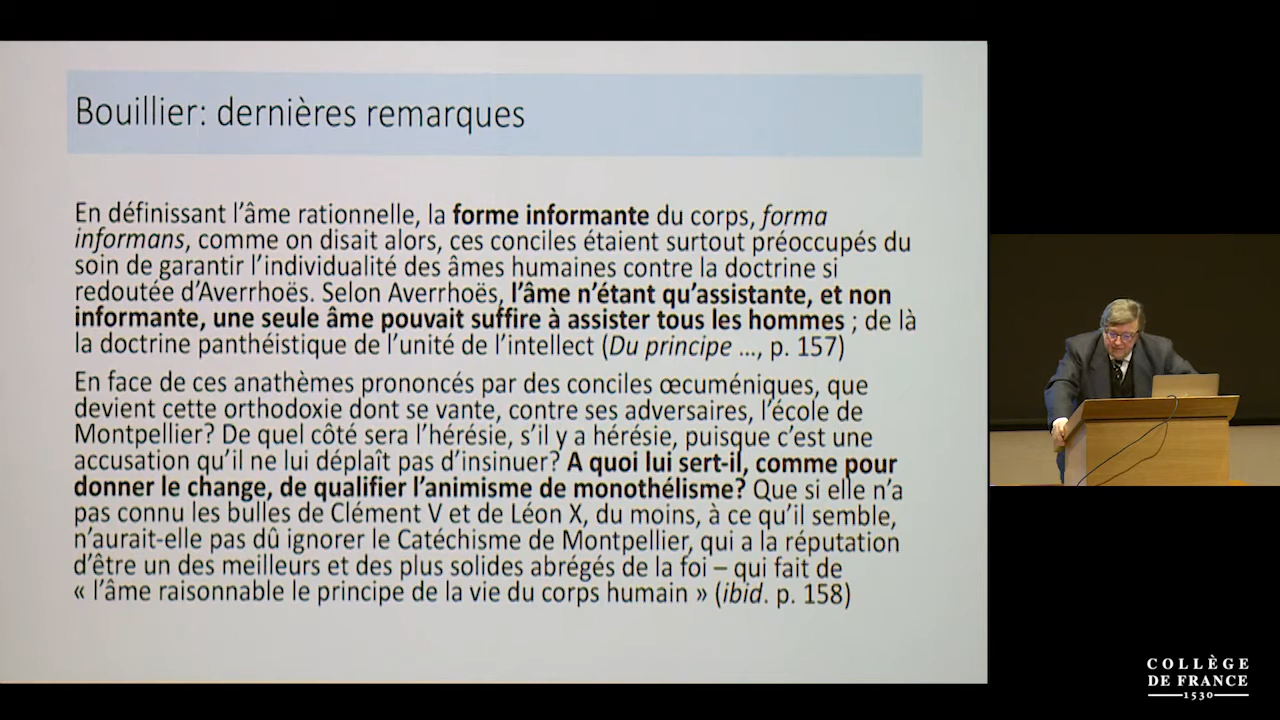 Bouillier: dernières remarques
En définissant l’âme rationnelle, la forme informante du corps, forma
informans, comme on disait alors, ces conciles étaient surtout préoccupés du
soin de garantir l’individualité des âmes humaines contre la doctrine si
redoutée d’Averrhoës. Selon Averrhoës, l’âme n’étant qu’assistante, et non
informante, une seule âme pouvait suffire à assister tous les hommes ; de là
la doctrine panthéistique de l’unité de l’intellect (Du principe ..., p. 157)
En face de ces anathèmes prononcés par des conciles œcuméniques, que
devient cette orthodoxie dont se vante, contre ses adversaires, l’école de
Montpellier? De quel côté sera l’hérésie, s’il y a hérésie, puisque c’est une
accusation qu’il ne lui déplaît pas d’insinuer? A quoi lui sert-il, comme pour
donner le change, de qualifier l’animisme de monothélisme? Que si elle n’a
pas connu les bulles de Clément V et de Léon X, du moins, à ce qu’il semble,
n’aurait-elle pas dû ignorer le Catéchisme de Montpellier, qui a la réputation
d’être un des meilleurs et des plus solides abrégés de la foi – qui fait de
« l’âme raisonnable le principe de la vie du corps humain » (ibid. p. 158)
COLLÈGE
DE FRANCE
1530